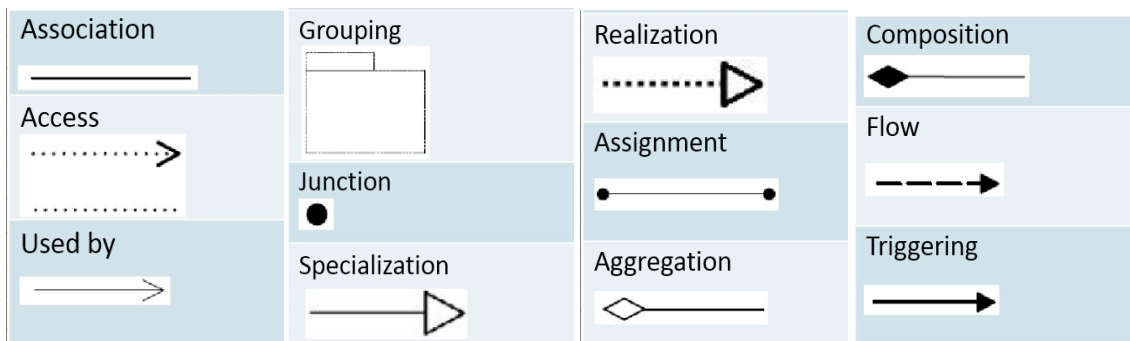 Association
Access
Used by
Grouping
Junction
Specialization
Realization
Assignment
Aggregation
Composition
Flow
Triggering